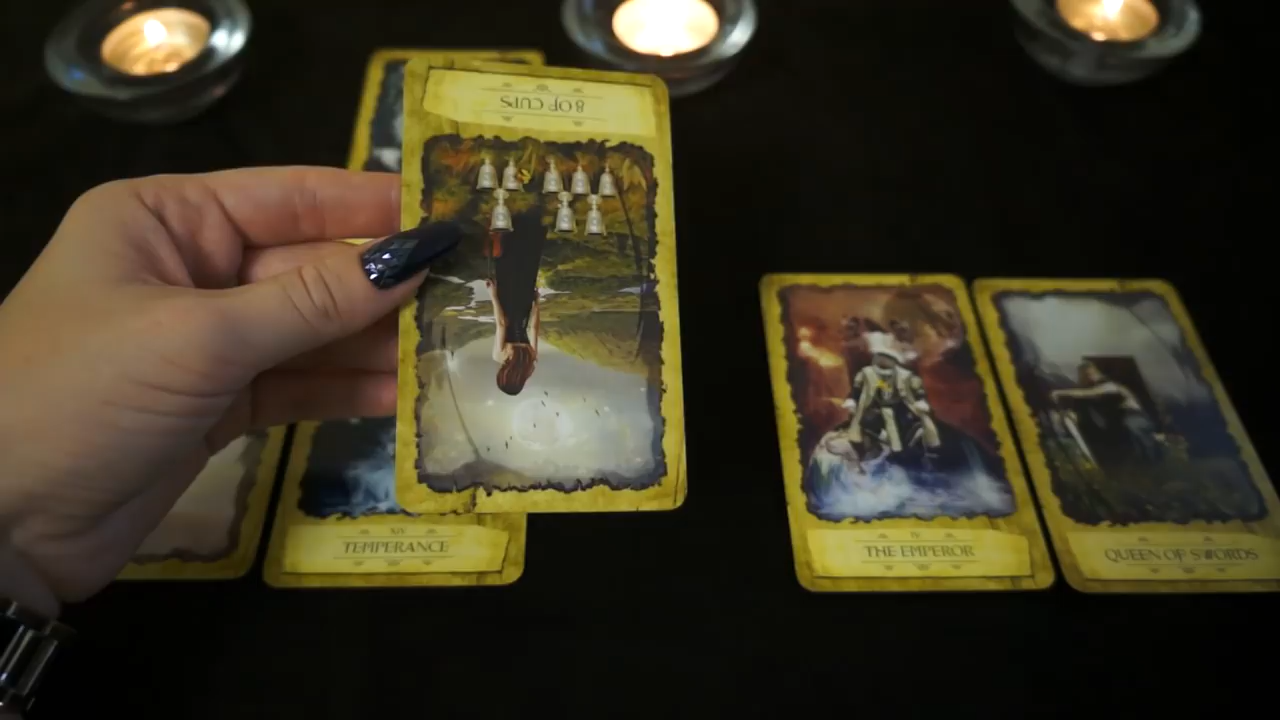 8 OF CUPS
XIV
TEMPERANCE
IV
THE EMPEROR
QUEEN OF SWORDS